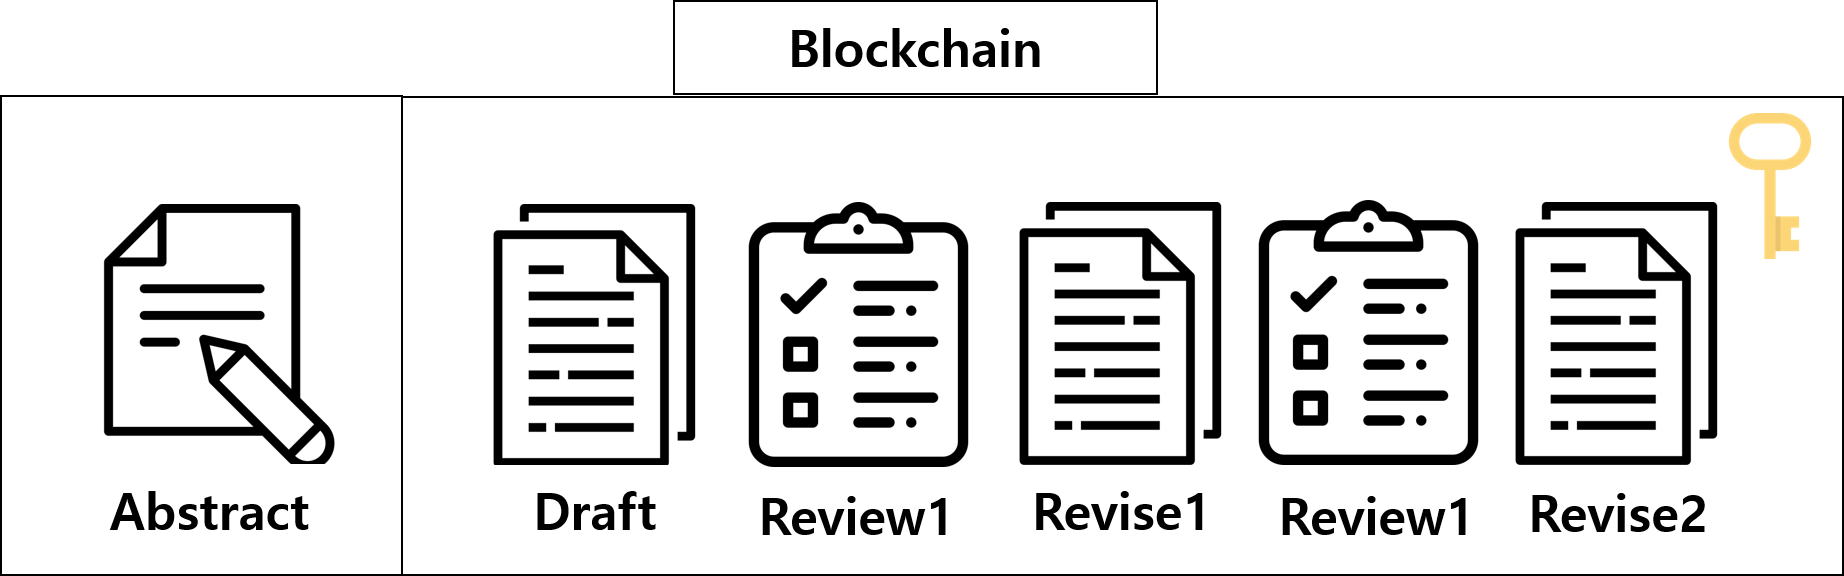 Blockchain
Abstract
Draft
Review1
Revise1
Review1
Revise2